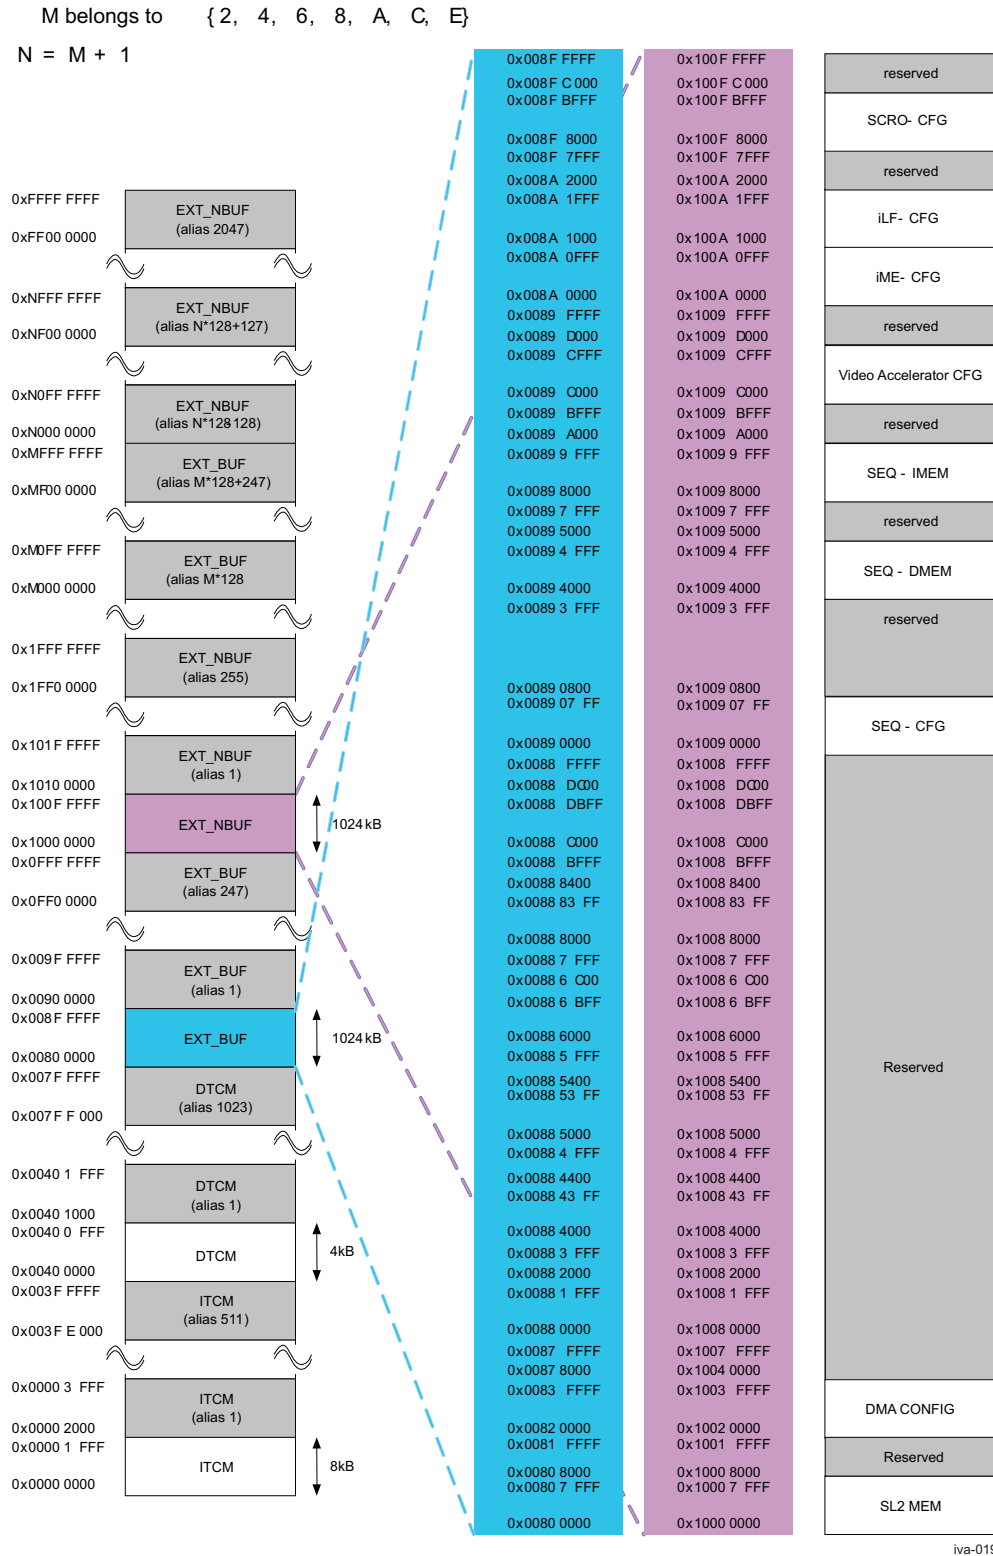 M belongs to { 2, 4, 6, 8, A, C, E}
N = M + 1
0xFFFF FFFF
EXT_NBUF
(alias 2047)
0xFF00 0000
0xNFFF FFFF
EXT_NBUF
(alias N*128+127)
0xNF00 0000
0xN0FF FFFF
EXT_NBUF
(alias N*128128)
0xN000 0000
0xMFFF FFFF
EXT_BUF
(alias M*128+247)
0xMF00 0000
0xM0FF FFFF
EXT_BUF
(alias M*128
0xM000 0000
0x1FFF FFFF
EXT_NBUF
(alias 255)
0x1FF0 0000
0x101F FFFF
EXT_NBUF
(alias 1)
0x1010 0000
0x100F FFFF
EXT_NBUF
1024kB
0x1000 0000
0x0FFF FFFF
EXT_BUF
(alias 247)
0x0FF0 0000
0x009F FFFF
EXT_BUF
(alias 1)
0x0090 0000
0x008F FFFF
EXT_BUF
1024kB
0x0080 0000
0x007F FFFF
DTCM
(alias 1023)
0x007F F 000
0x0040 1 FFF
DTCM
(alias 1)
0x0040 1000
0x0040 0 FFF
DTCM
4kB
0x0040 0000
0x003F FFFF
ITCM
(alias 511)
0x003F E 000
0x0000 3 FFF
ITCM
(alias 1)
0x0000 2000
0x0000 1 FFF
ITCM
8kB
0x0000 0000
0x008F FFFF
0x008F C 000
0x008F BFFF
0x008F 8000
0x008F 7FFF
0x008A 2000
0x008A 1FFF
0x008A 1000
0x008A 0FFF
0x008A 0000
0x0089 FFFF
0x0089 D000
0x0089 CFFF
0x0089 C000
0x0089 BFFF
0x0089 A000
0x0089 9 FFF
0x0089 8000
0x0089 7 FFF
0x0089 5000
0x0089 4 FFF
0x0089 4000
0x0089 3 FFF
0x0089 0800
0x0089 07 FF
0x0089 0000
0x0088 FFFF
0x0088 DC00
0x0088 DBFF
0x0088 C000
0x0088 BFFF
0x0088 8400
0x0088 83 FF
0x0088 8000
0x0088 7 FFF
0x0088 6 C00
0x0088 6 BFF
0x0088 6000
0x0088 5 FFF
0x0088 5400
0x0088 53 FF
0x0088 5000
0x0088 4 FFF
0x0088 4400
0x0088 43 FF
0x0088 4000
0x0088 3 FFF
0x0088 2000
0x0088 1 FFF
0x0088 0000
0x0087 FFFF
0x0087 8000
0x0083 FFFF
0x0082 0000
0x0081 FFFF
0x0080 8000
0x0080 7 FFF
0x0080 0000
0x100F FFFF
0x100F C 000
0x100F BFFF
0x100F 8000
0x100F 7FFF
0x100A 2000
0x100A 1FFF
0x100A 1000
0x100A 0FFF
0x100A 0000
0x1009 FFFF
0x1009 D000
0x1009 CFFF
0x1009 C000
0x1009 BFFF
0x1009 A000
0x1009 9 FFF
0x1009 8000
0x1009 7 FFF
0x1009 5000
0x1009 4 FFF
0x1009 4000
0x1009 3 FFF
0x1009 0800
0x1009 07 FF
0x1009 0000
0x1008 FFFF
0x1008 DC00
0x1008 DBFF
0x1008 C000
0x1008 BFFF
0x1008 8400
0x1008 83 FF
0x1008 8000
0x1008 7 FFF
0x1008 6 C00
0x1008 6 BFF
0x1008 6000
0x1008 5 FFF
0x1008 5400
0x1008 53 FF
0x1008 5000
0x1008 4 FFF
0x1008 4400
0x1008 43 FF
0x1008 4000
0x1008 3 FFF
0x1008 2000
0x1008 1 FFF
0x1008 0000
0x1007 FFFF
0x1004 0000
0x1003 FFFF
0x1002 0000
0x1001 FFFF
0x1000 8000
0x1000 7 FFF
0x1000 0000
reserved
SCRO- CFG
reserved
iLF- CFG
iME- CFG
reserved
Video Accelerator CFG
reserved
SEQ - IMEM
reserved
SEQ - DMEM
reserved
SEQ - CFG
Reserved
DMA CONFIG
Reserved
SL2 MEM
iva-019